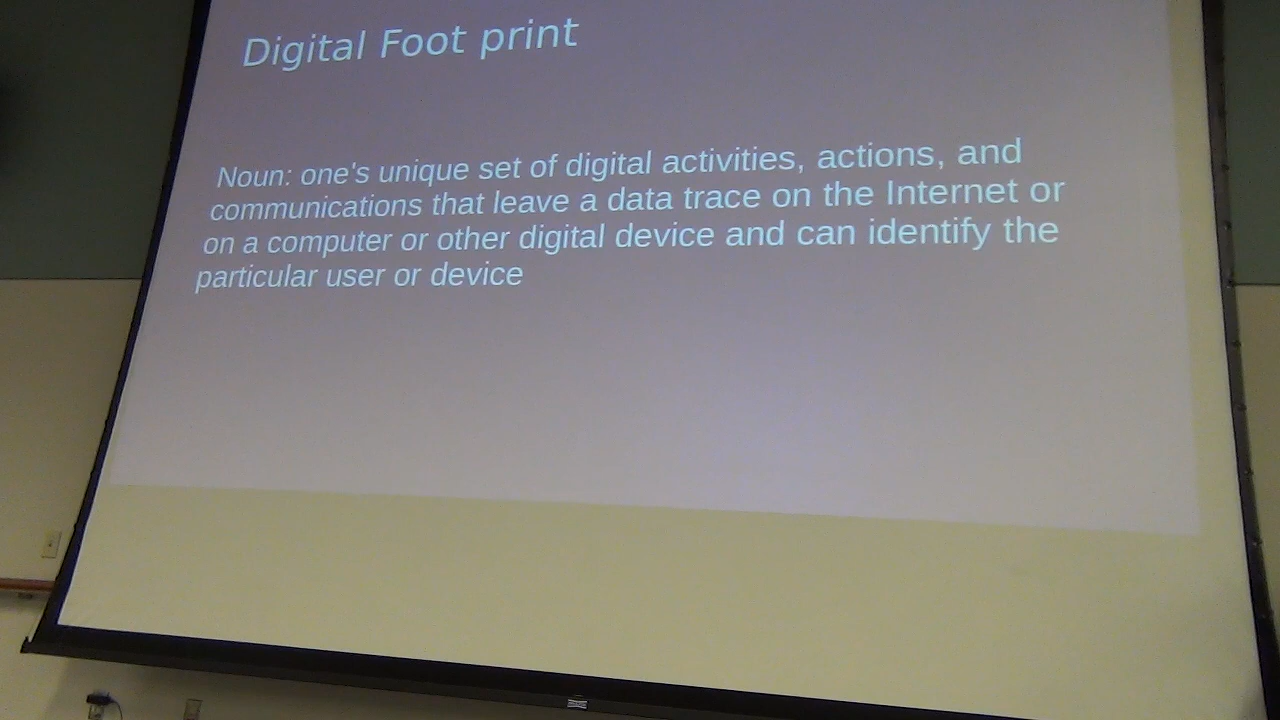 Digital Foot print
Noun: one's unique set of digital activities, actions, and
communications that leave a data trace on the Internet or
on a computer or other digital device and can identify the
particular user or device